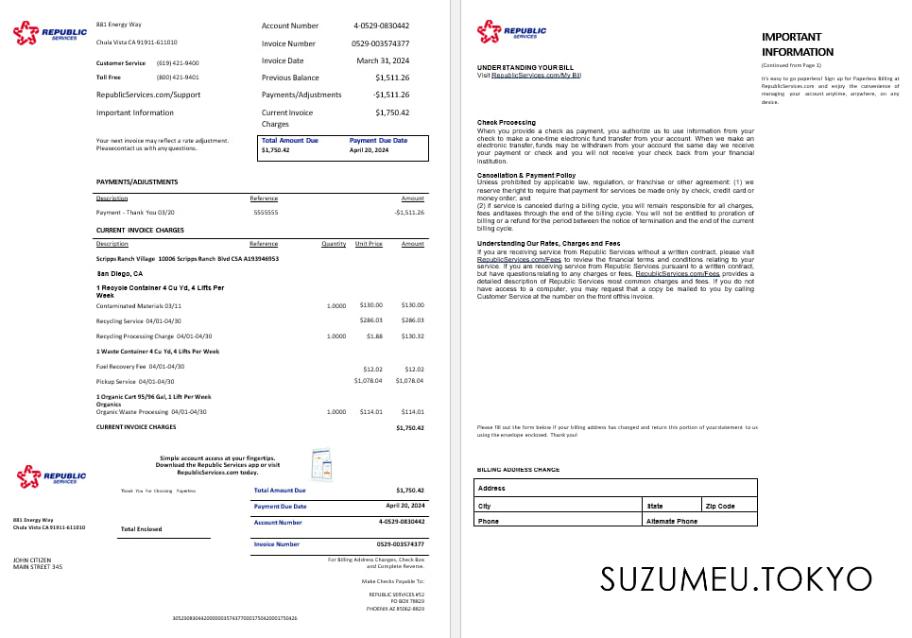 REPUBLIC
SERVICES
881 Energy Way
Chula Vista CA 91911-611010
Customer Service (619) 421-9400
Toll Free (800) 421-9401
RepublicServices.com/Support
Important Information
Your next invoice may reflect a rate adjustment.
Pleasecontact us with any questions.
Account Number 4-0529-0830442
Invoice Number 0529-003574377
Invoice Date March 31, 2024
Previous Balance $1,511.26
Payments/Adjustments -$1,511.26
Current Invoice $1,750.42
Charges
Total Amount Due Payment Due Date
$1,750.42 April 20, 2024
PAYMENTS/ADJUSTMENTS
Description Reference Amount
Payment - Thank You 03/20 5555555 -$1,511.26
CURRENT INVOICE CHARGES
Description Reference Quantity Unit Price Amount
Scripps Ranch Village 10006 Scripps Ranch Blvd CSA A193946953
San Diego, CA
1 Recycle Container 4 Cu Yd, 4 Lifts Per
Week
Contaminated Materials 03/11 1.0000 $130.00 $130.00
Recycling Service 04/01-04/30 $286.03 $286.03
Recycling Processing Charge 04/01-04/30 1.0000 $1.88 $130.32
1 Waste Container 4 Cu Yd, 4 Lifts Per Week
Fuel Recovery Fee 04/01-04/30 $12.02 $12.02
Pickup Service 04/01-04/30 $1,078.04 $1,078.04
1 Organic Cart 95/96 Gal, 1 Lift Per Week
Organics
Organic Waste Processing 04/01-04/30 1.0000 $114.01 $114.01
CURRENT INVOICE CHARGES $1,750.42
Simple account access at your fingertips.
Download the Republic Services app or visit
RepublicServices.com today.
REPUBLIC
SERVICES
Thank You for Choosing Paperless
881 Energy Way
Chula Vista CA 91911-611010
Total Enclosed
Total Amount Due $1,750.42
Payment Due Date April 20, 2024
Account Number 4-0529-0830442
Invoice Number 0529-003574377
JOHN CITIZEN
MAIN STREET 345
For Billing Address Changes, Check Box
and Complete Reverse.
Make Checks Payable To:
REPUBLIC SERVICES #52
PO BOX 78829
PHOENIX AZ 85062-8829
REPUBLIC
SERVICES
UNDERSTANDING YOUR BILL
Visit RepublicServices.com/My Bill
IMPORTANT
INFORMATION
(Continued from Page 1)
It's easy to go paperless! Sign up for Paperless Billing at
RepublicServices.com and enjoy the convenience of
managing your account anytime, anywhere, on any
device.
Check Processing
When you provide a check as payment, you authorize us to use information from your
check to make a one-time electronic fund transfer from your account. When we make an
electronic transfer, funds may be withdrawn from your account the same day we receive
your payment or check and you will not receive your check back from your financial
institution.
Cancellation & Payment Policy
Unless prohibited by applicable law, regulation, or franchise or other agreement: (1) we
reserve theright to require that payment for services be made only by check, credit card or
money order; and
(2) if service is canceled during a billing cycle, you will remain responsible for all charges,
fees andtaxes through the end of the billing cycle. You will not be entitled to proration of
billing or a refund for the period between the notice of termination and the end of the current
billing cycle.
Understanding Our Rates, Charges and Fees
If you are receiving service from Republic Services without a written contract, please visit
RepublicServices.com/Fees to review the financial terms and conditions relating to your
service. If you are receiving service from Republic Services pursuant to a written contract,
but have questions relating to any charges or fees, RepublicServices.com/Fees provides a
detailed description of Republic Services most common charges and fees. If you do not
have access to a computer, you may request that a copy be mailed to you by calling
Customer Service at the number on the front ofthis invoice.
Please fill out the form below if your billing address has changed and return this portion of yourstatement to us
using the envelope enclosed. Thank you!
BILLING ADDRESS CHANGE
Address
City State Zip Code
Phone Alternate Phone
SUZUMEU.TOKYO